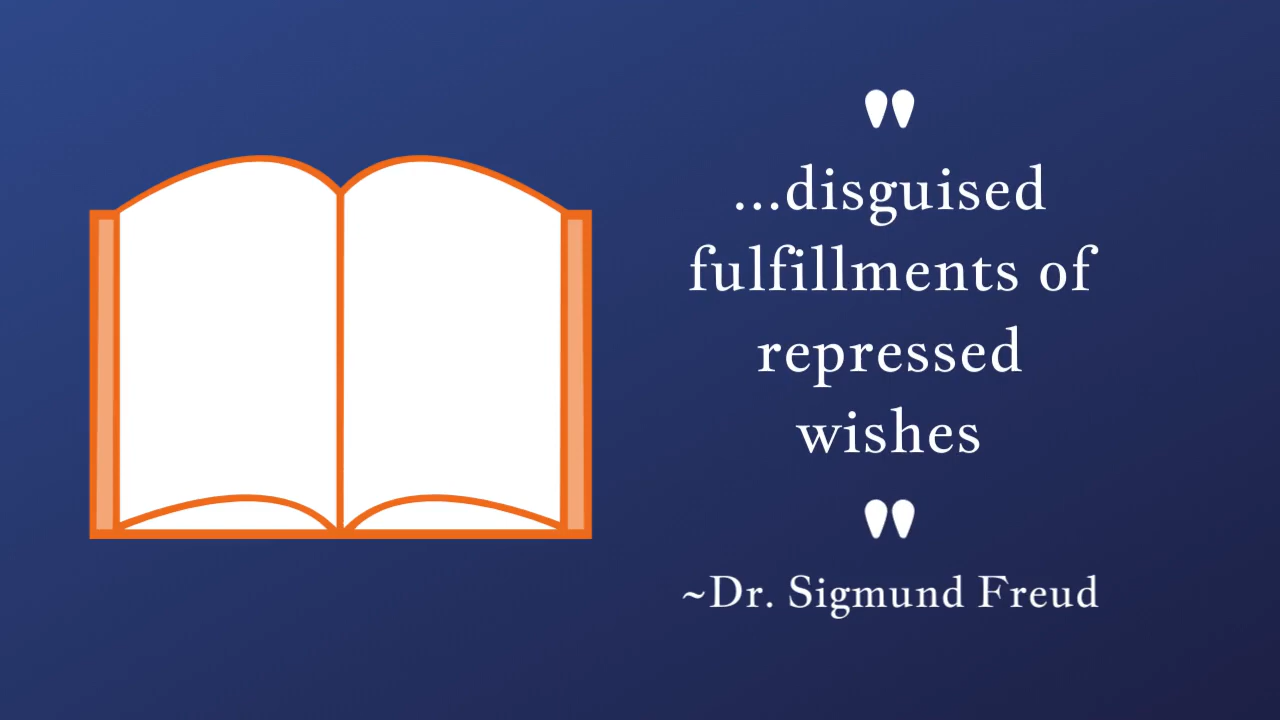 "
...disguised
fulfillments of
repressed
wishes
"
~Dr. Sigmund Freud